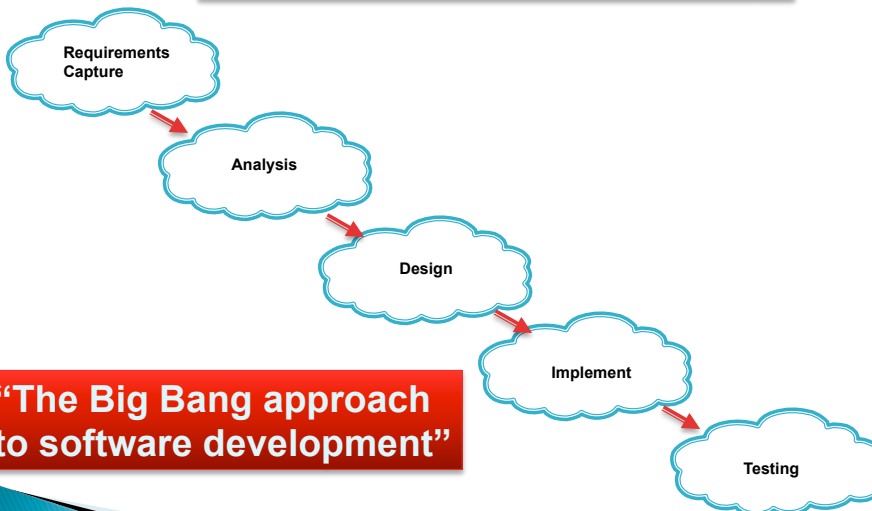 Requirements
Capture
Analysis
Design
Implement
“The Big Bang approach
to software development”
Testing